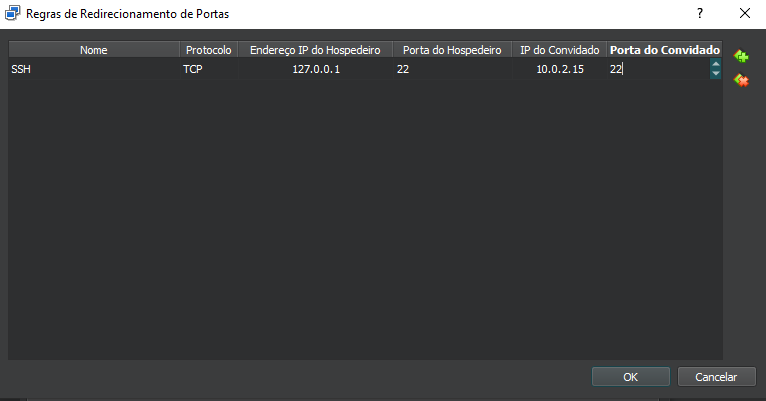 Regras de Redirecionamento de Portas ?
Nome Protocolo Endereço IP do Hospedeiro Porta do Hospedeiro IP do Convidado Porta do Convidado
SSH TCP 127.0.0.1 22 10.0.2.15 22
OK Cancelar